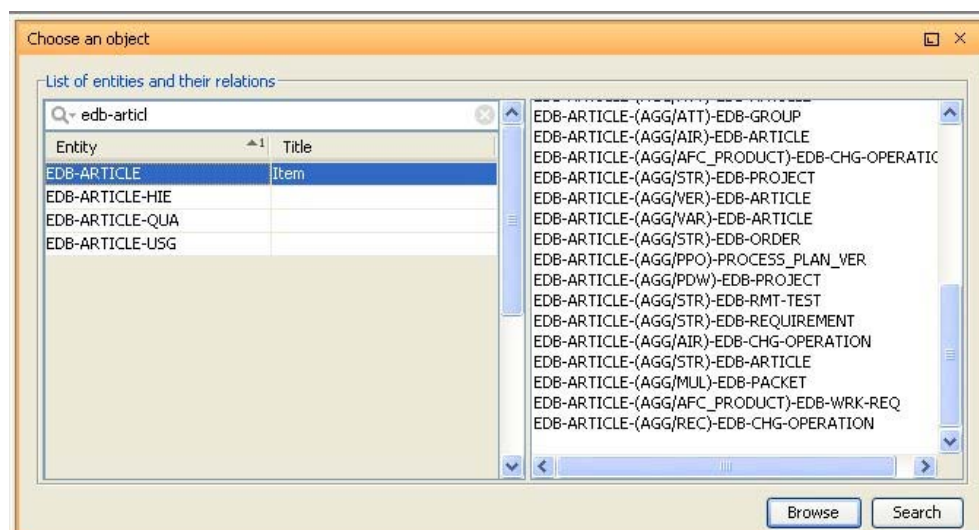 Choose an object
List of entities and their relations
edb-articl
Entity
1
Title
EDB-ARTICLE
Item
EDB-ARTICLE-HIE
EDB-ARTICLE-QUA
EDB-ARTICLE-USG
EDB-ARTICLE-(AGG/ATT)-EDB-GROUP
EDB-ARTICLE-(AGG/AIR)-EDB-ARTICLE
EDB-ARTICLE-(AGG/AFC_PRODUCT)-EDB-CHG-OPERATIC
EDB-ARTICLE-(AGG/STR)-EDB-PROJECT
EDB-ARTICLE-(AGG/VER)-EDB-ARTICLE
EDB-ARTICLE-(AGG/VAR)-EDB-ARTICLE
EDB-ARTICLE-(AGG/STR)-EDB-ORDER
EDB-ARTICLE-(AGG/PPO)-PROCESS_PLAN_VER
EDB-ARTICLE-(AGG/PDW)-EDB-PROJECT
EDB-ARTICLE-(AGG/STR)-EDB-RMT-TEST
EDB-ARTICLE-(AGG/STR)-EDB-REQUIREMENT
EDB-ARTICLE-(AGG/AIR)-EDB-CHG-OPERATION
EDB-ARTICLE-(AGG/STR)-EDB-ARTICLE
EDB-ARTICLE-(AGG/MUL)-EDB-PACKET
EDB-ARTICLE-(AGG/AFC_PRODUCT)-EDB-WRK-REQ
EDB-ARTICLE-(AGG/REC)-EDB-CHG-OPERATION
Browse
Search